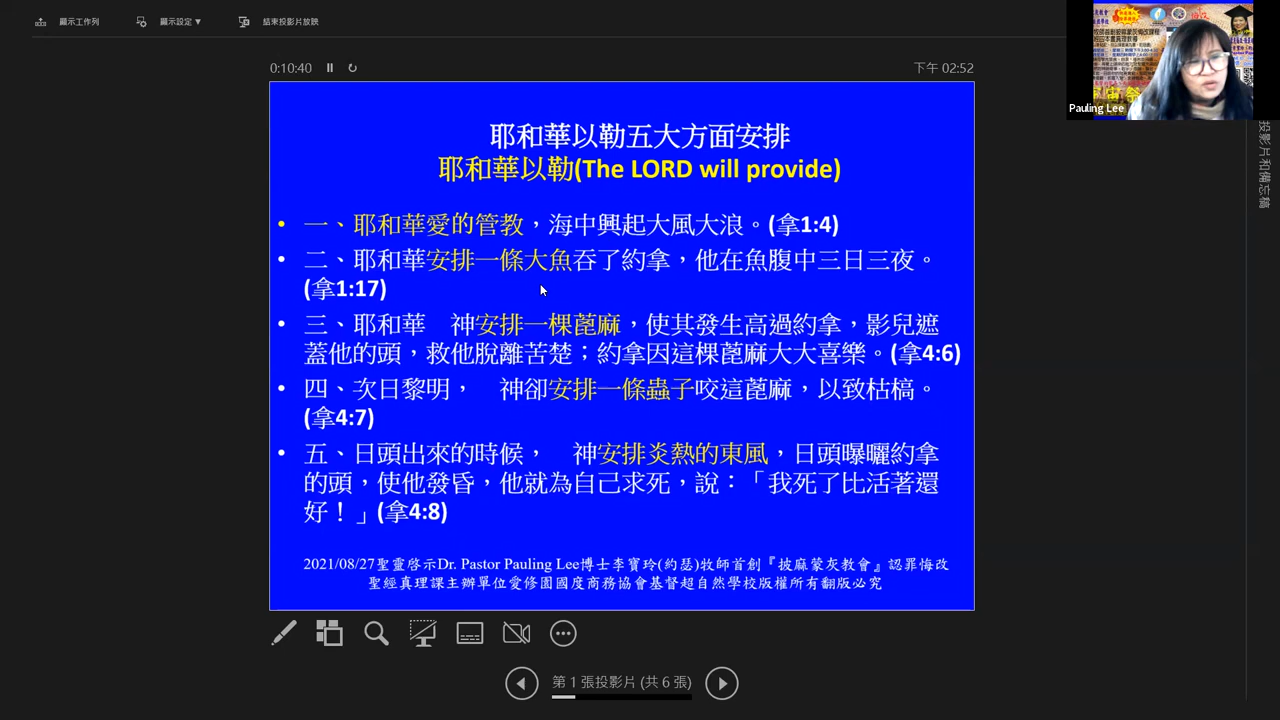 顯示工作列 顯示設定 ▼ 結束投影片放映
Pauling Lee
0:10:40 下午 02:52
投影片和備忘稿
耶和華以勒五大方面安排
耶和華以勒(The LORD will provide)
• 一、耶和華愛的管教，海中興起大風大浪。(拿1:4)
• 二、耶和華安排一條大魚吞了約拿，他在魚腹中三日三夜。
(拿1:17)
• 三、耶和華　神安排一棵蓖麻，使其發生高過約拿，影兒遮
蓋他的頭，救他脫離苦楚；約拿因這棵蓖麻大大喜樂。(拿4:6)
• 四、次日黎明，　神卻安排一條蟲子咬這蓖麻，以致枯槁。
(拿4:7)
• 五、日頭出來的時候，　神安排炎熱的東風，日頭曝曬約拿
的頭，使他發昏，他就為自己求死，說：「我死了比活著還
好！」(拿4:8)
2021/08/27聖靈啓示Dr. Pastor Pauling Lee博士李寶玲(約瑟)牧師首創『披麻蒙灰教會』認罪悔改
聖經真理課主辦單位愛修園國度商務協會基督超自然學校版權所有翻版必究
第 1 張投影片 (共 6 張)